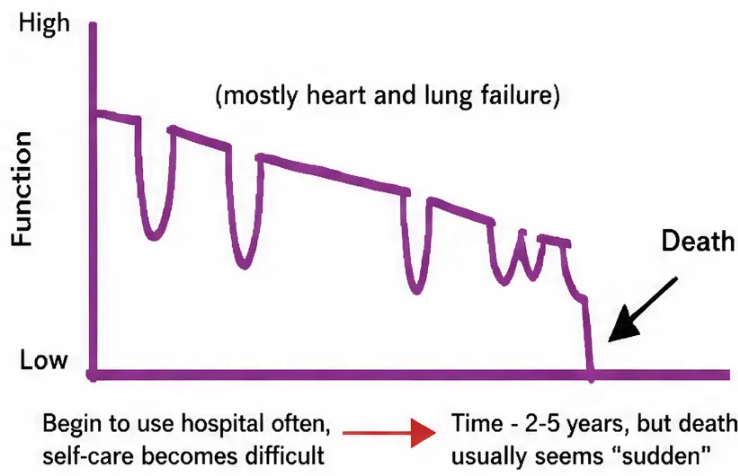 High
(mostly heart and lung failure)
Function
Death
Low
Begin to use hospital often,
self-care becomes difficult
Time - 2-5 years, but death
usually seems “sudden”